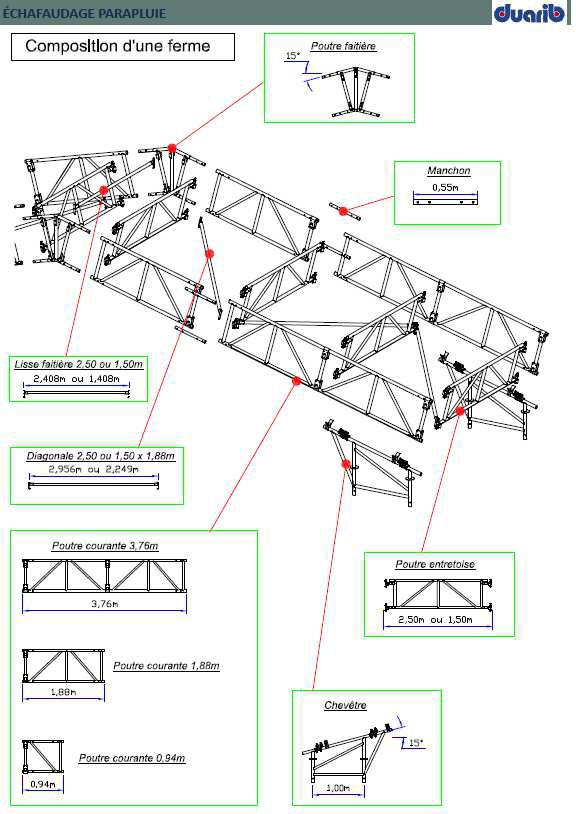 ÉCHAFAUDAGE PARAPLUIE
duarib
Composition d'une ferme
Poutre faîtière
15°
Manchon
0,55m
Lisse faîtière 2,50 ou 1,50m
2,408m ou 1,408m
Diagonale 2,50 ou 1,50 x 1,88m
2,956m ou 2,249m
Poutre courante 3,76m
3,76m
Poutre courante 1,88m
1,88m
Poutre courante 0,94m
0,94m
Poutre entretoise
2,50m ou 1,50m
Chevêtre
15°
1,00m